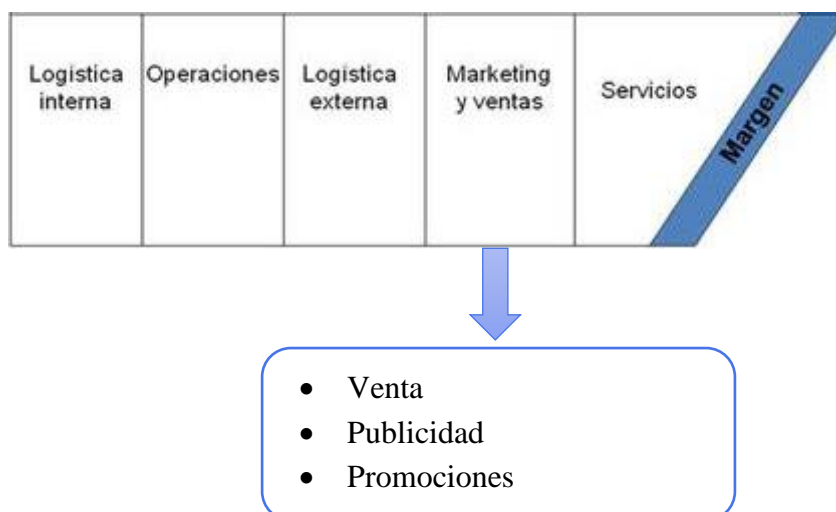 Logística
interna
Operaciones
Logística
externa
Marketing
y ventas
Servicios
Margen
• Venta
• Publicidad
• Promociones